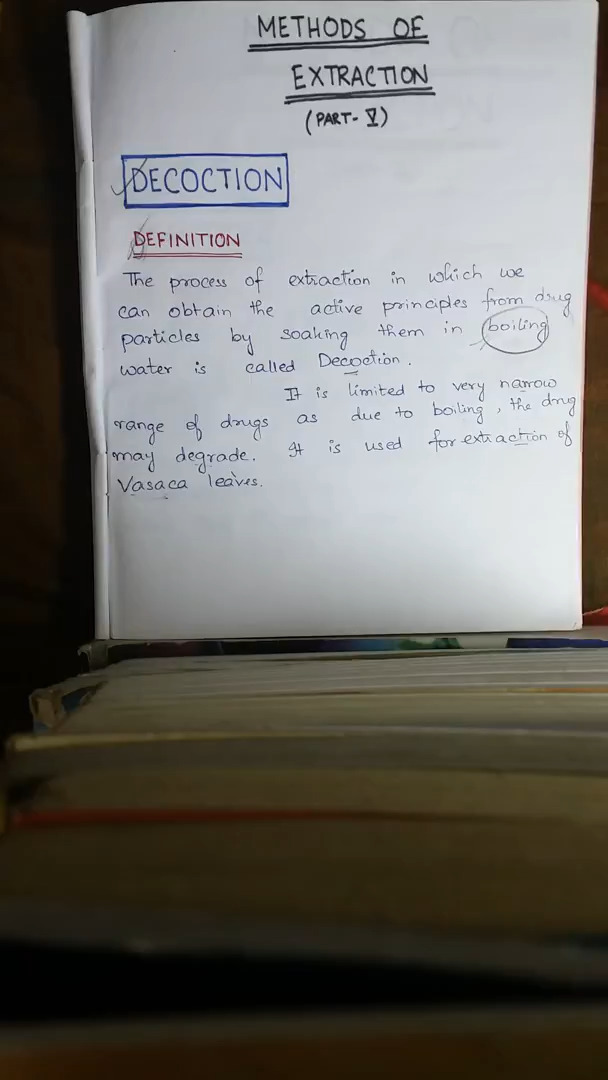 METHODS OF
EXTRACTION
(PART-V)
DECOCTION
DEFINITION
The process of extraction in which we
can obtain the active principles from drug
particles by soaking them in boiling
water is called Decoction.
It is limited to very narrow
range of drugs as due to boiling, the drug
may degrade. It is used for extraction of
Vasaca leaves.